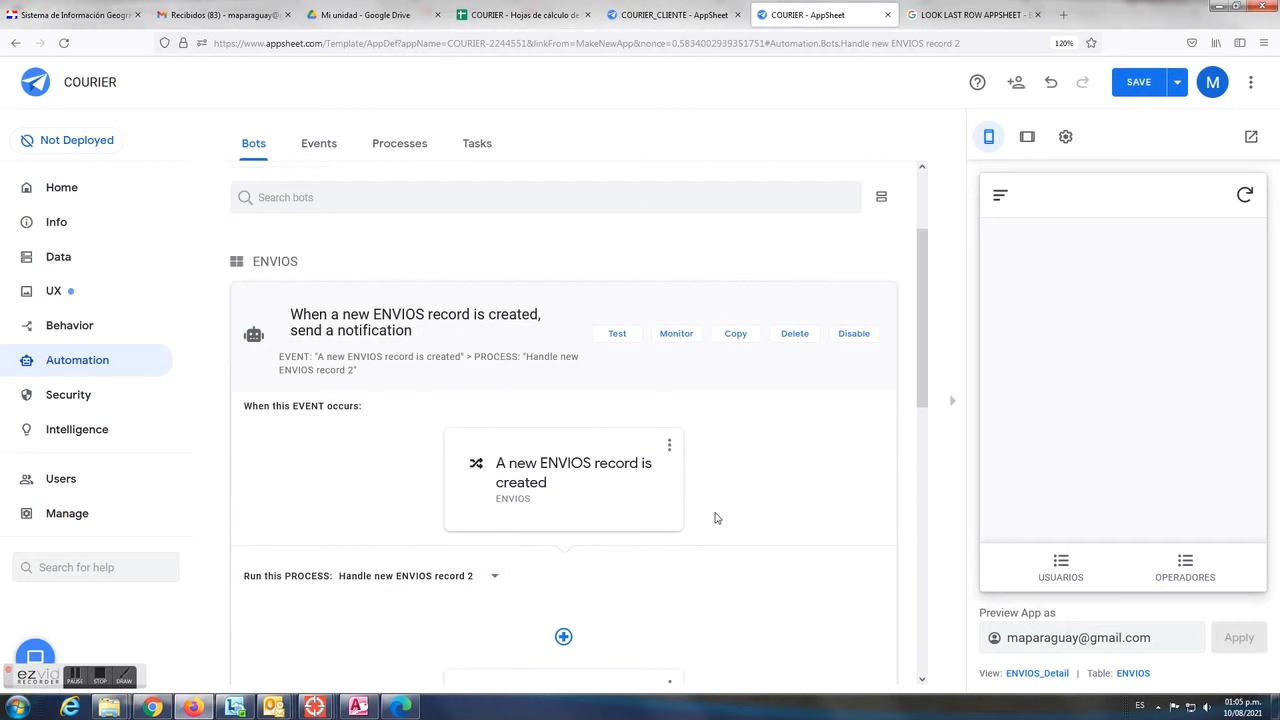 Sistema de Información Geogra
Recibidos (83) - maparaguay@
Mi unidad - Google Drive
COURIER - Hojas de
COURIER_CLIENTE - AppSheet
COURIER - AppSheet
LOOK LAST ROW APPSHEET - B
https://www.appsheet.com/Template/AppDef?appName=COURIER-2244551&linkFrom=MakeNewApp&nonce=0.5834002939351751#Automation.Bots.Handle new ENVIOS record 2
120%
COURIER
SAVE
M
Not Deployed
Bots
Events
Processes
Tasks
Home
Info
Data
UX
Behavior
Automation
Security
Intelligence
Users
Manage
Search for help
Search bots
ENVIOS
When a new ENVIOS record is created,
send a notification
Test
Monitor
Copy
Delete
Disable
EVENT: "A new ENVIOS record is created" > PROCESS: "Handle new
ENVIOS record 2"
When this EVENT occurs:
A new ENVIOS record is
created
ENVIOS
Run this PROCESS: Handle new ENVIOS record 2
USUARIOS
OPERADORES
Preview App as
maparaguay@gmail.com
Apply
View: ENVIOS_Detail | Table: ENVIOS
ezvid
RECORDER
PAUSE
STOP
DRAW
ES
01:05 p.m.
10/08/2021